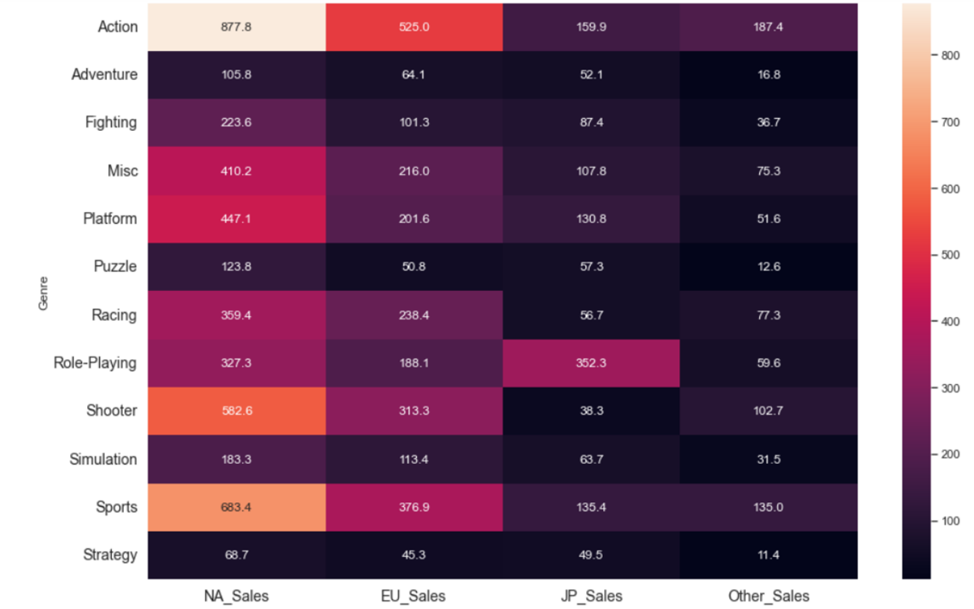 Action 877.8 525.0 159.9 187.4
Adventure 105.8 64.1 52.1 16.8
Fighting 223.6 101.3 87.4 36.7
Misc 410.2 216.0 107.8 75.3
Platform 447.1 201.6 130.8 51.6
Puzzle 123.8 50.8 57.3 12.6
Racing 359.4 238.4 56.7 77.3
Role-Playing 327.3 188.1 352.3 59.6
Shooter 582.6 313.3 38.3 102.7
Simulation 183.3 113.4 63.7 31.5
Sports 683.4 376.9 135.4 135.0
Strategy 68.7 45.3 49.5 11.4
NA_Sales EU_Sales JP_Sales Other_Sales
Genre
800
700
600
500
400
300
200
100